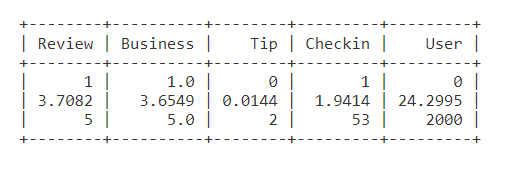 +--------+----------+--------+---------+---------+
| Review | Business |    Tip | Checkin |    User |
+--------+----------+--------+---------+---------+
|      1 |      1.0 |      0 |       1 |       0 |
| 3.7082 |   3.6549 | 0.0144 |  1.9414 | 24.2995 |
|      5 |      5.0 |      2 |      53 |    2000 |
+--------+----------+--------+---------+---------+